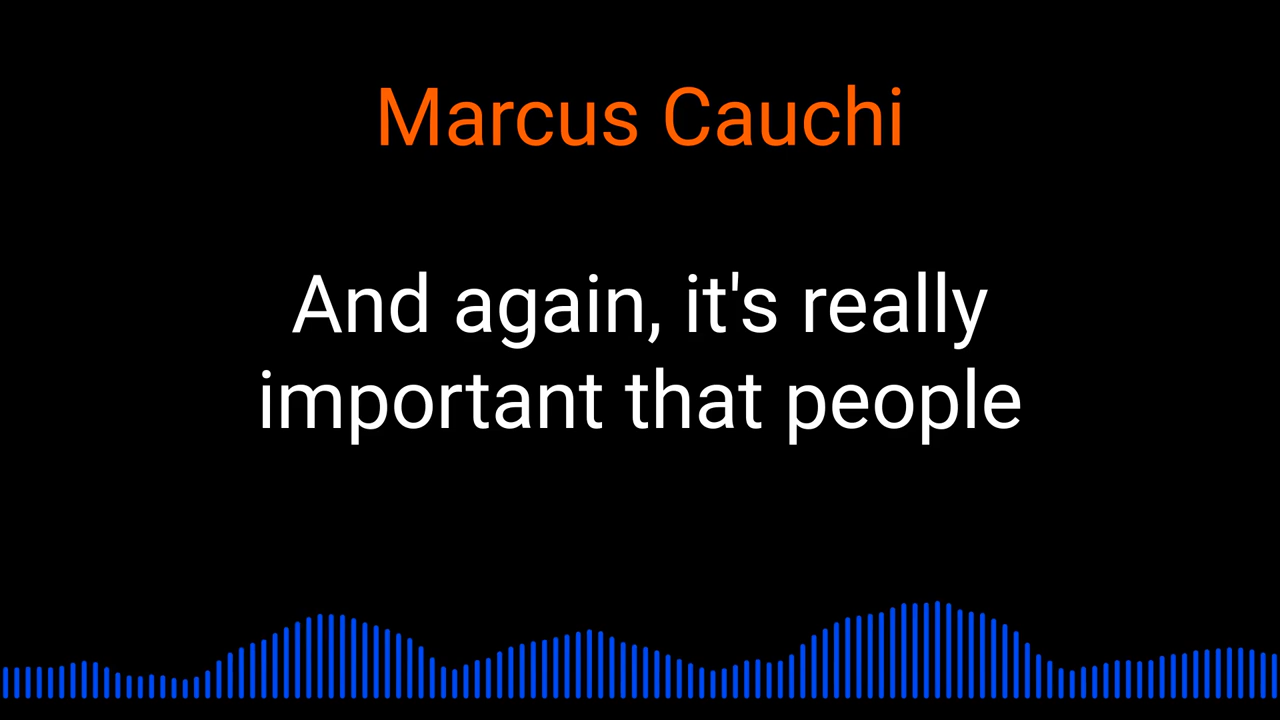 Marcus Cauchi
And again, it's really
important that people